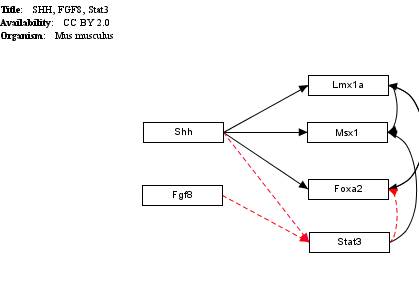 Title: SHH, FGF8, Stat3
Availability: CC BY 2.0
Organism: Mus musculus
Lmx1a
Shh
Msx1
Foxa2
Fgf8
Stat3